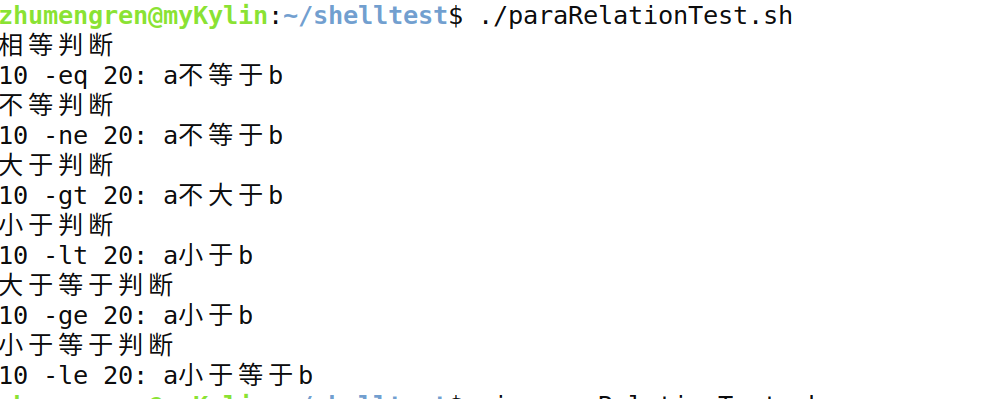 zhumengren@myKylin:~/shelltest$ ./paraRelationTest.sh
相等判断
10 -eq 20: a不等于b
不等判断
10 -ne 20: a不等于b
大于判断
10 -gt 20: a不大于b
小于判断
10 -lt 20: a小于b
大于等于判断
10 -ge 20: a小于b
小于等于判断
10 -le 20: a小于等于b